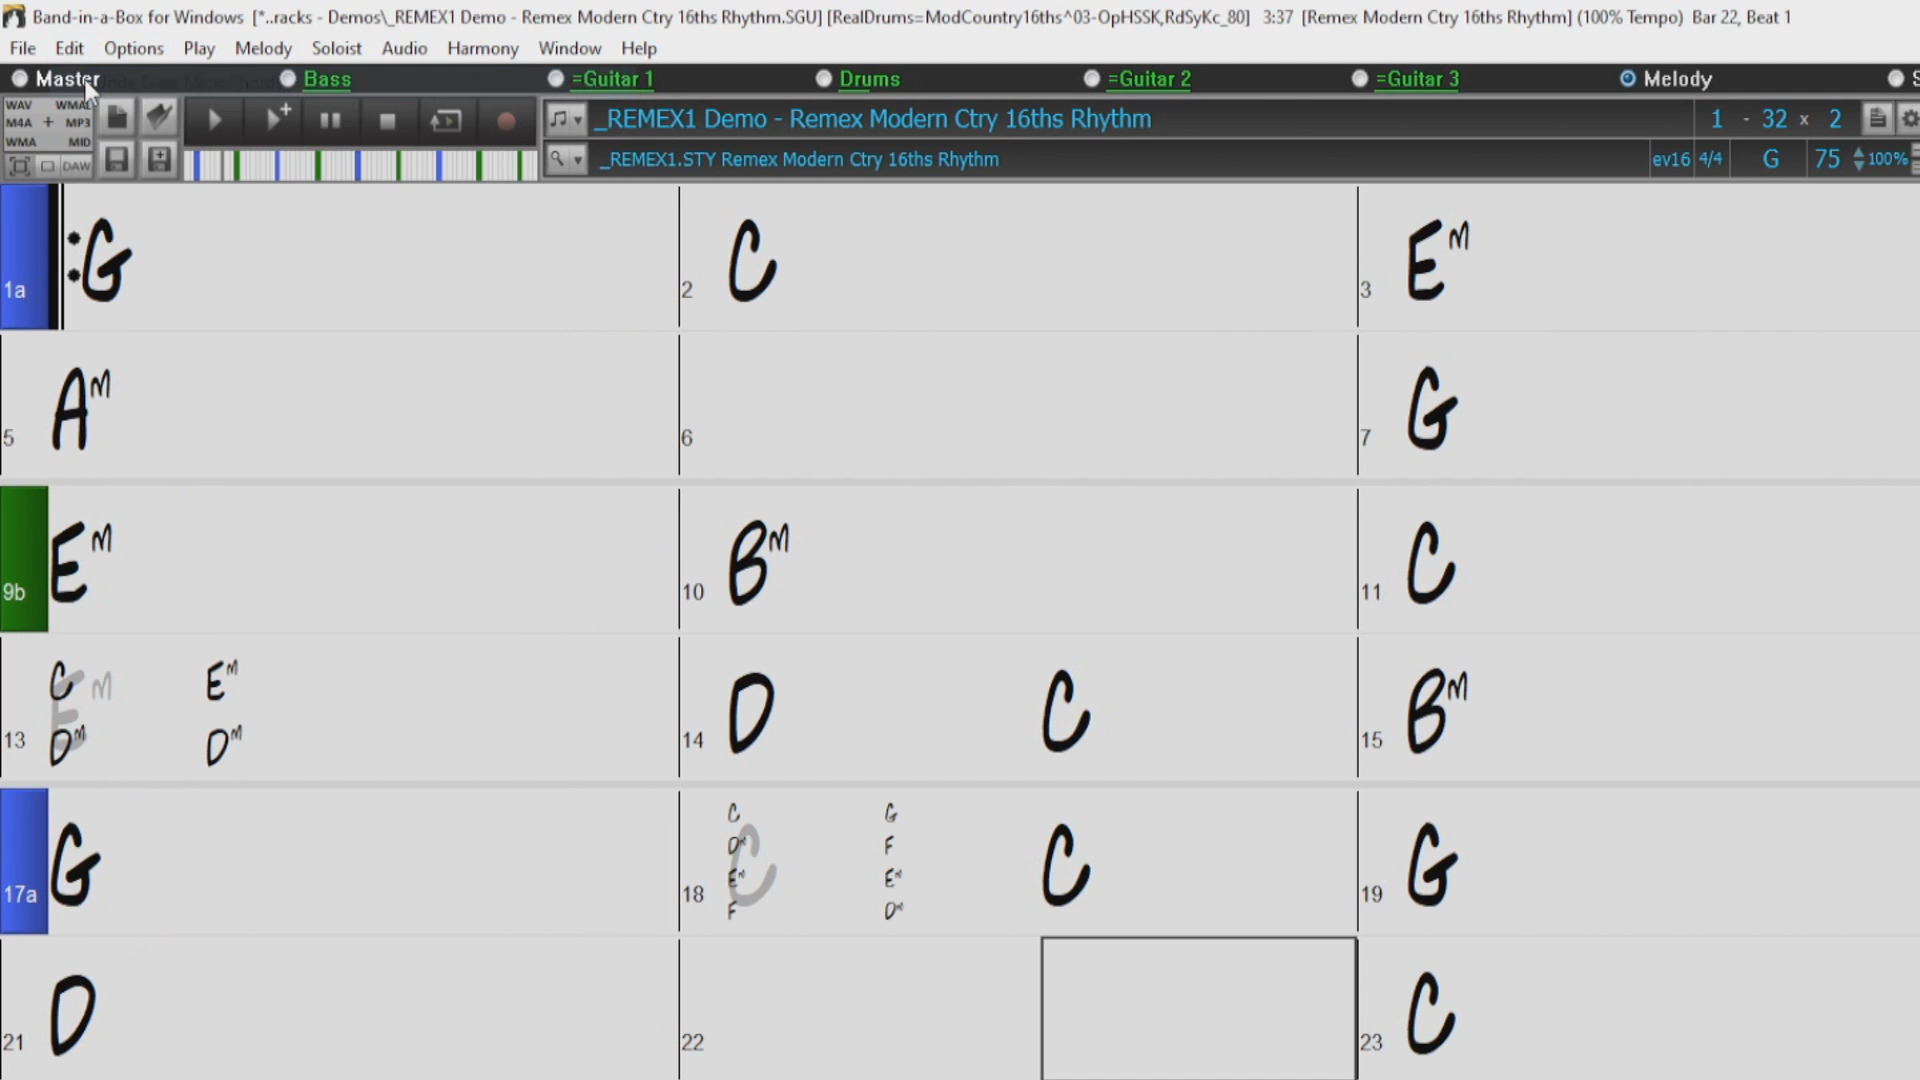 Band-in-a-Box for Windows [*..racks - Demos\_REMEX1 Demo - Remex Modern Ctry 16ths Rhythm.SGU] [RealDrums=ModCountry16ths^03-OpHSSK,RdSyKc_80] 3:37 [Remex Modern Ctry 16ths Rhythm] (100% Tempo) Bar 22, Beat 1
File Edit Options Play Melody Soloist Audio Harmony Window Help
Master Bass =Guitar 1 Drums =Guitar 2 =Guitar 3 Melody S
WAV WMA
M4A + MP3
WMA MID
DAW
_REMEX1 Demo - Remex Modern Ctry 16ths Rhythm 1 - 32 x 2
_REMEX1.STY Remex Modern Ctry 16ths Rhythm ev16 4/4 G 75 100%
1a G 2 C 3 Em
5 Am 6 7 G
9b Em 10 Bm 11 C
C Em
13 Em 14 D C 15 Bm
Dm Dm
17a G 18 C C 19 G
C G
Dm F
Em Em
F Dm
21 D 22 23 C